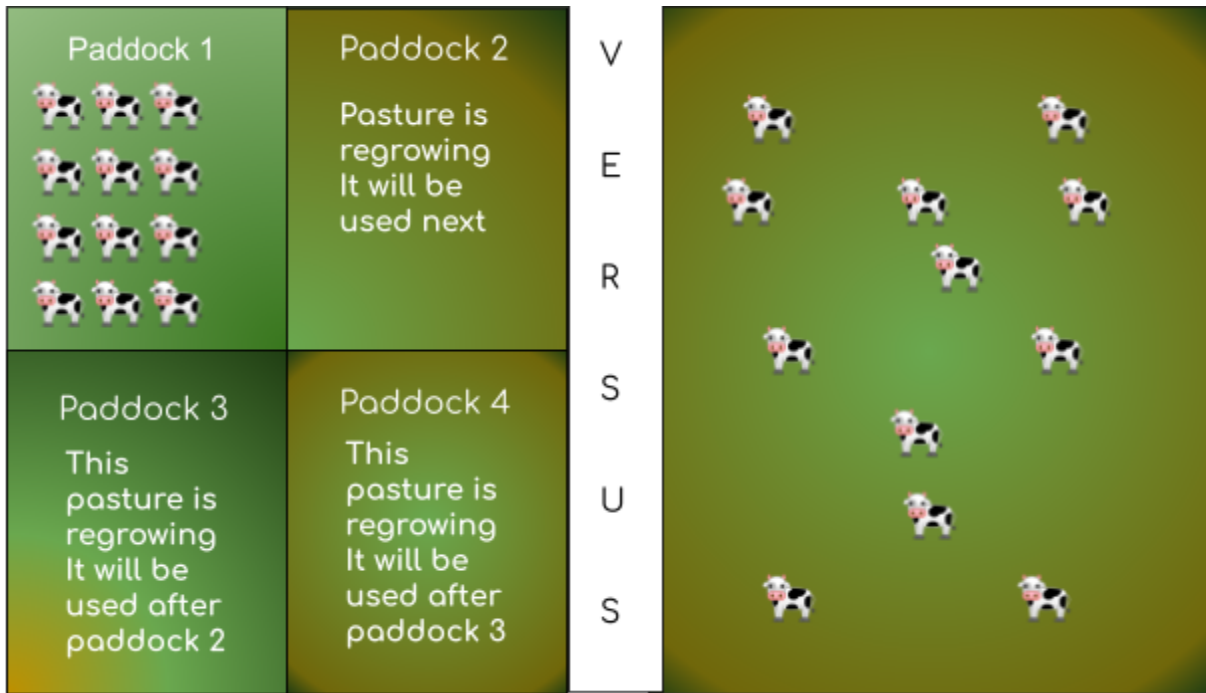 Paddock 1
Paddock 2
Pasture is
regrowing
It will be
used next
Paddock 3
This
pasture is
regrowing
It will be
used after
paddock 2
Paddock 4
This
pasture is
regrowing
It will be
used after
paddock 3
V
E
R
S
U
S